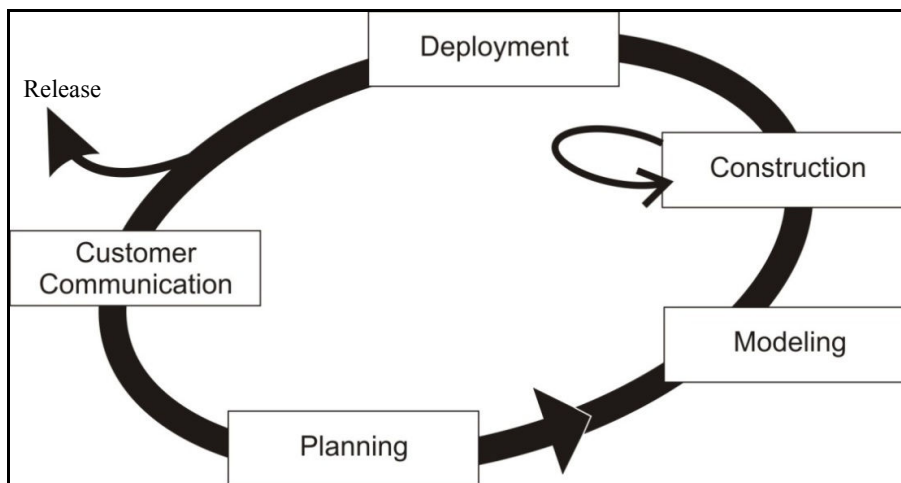 Deployment
Release
Construction
Customer
Communication
Modeling
Planning